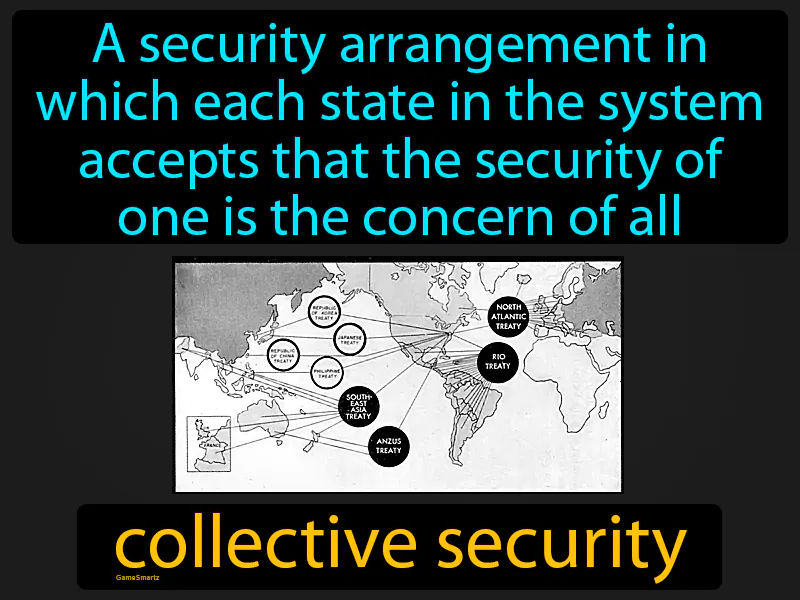 A security arrangement in
which each state in the system
accepts that the security of
one is the concern of all
REPUBLIC
OF KOREA
TREATY
NORTH
ATLANTIC
TREATY
JAPANESE
TREATY
REPUBLIC
OF CHINA
TREATY
RIO
TREATY
PHILIPPINE
TREATY
SOUTH-
EAST
ASIA
TREATY
ANZUS
TREATY
FRANCE
collective security
GameSmartz